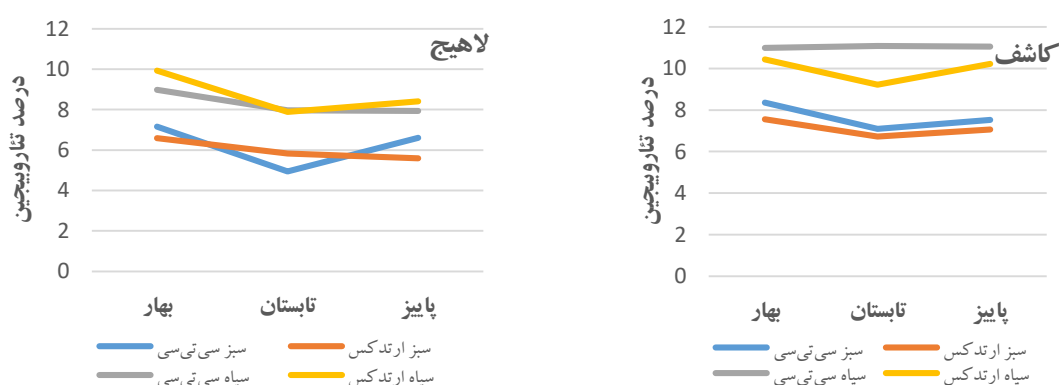 لاهیج
درصد تئاروبیجین
12
10
8
6
4
2
0
بهار
تابستان
پاییز
سبز سی‌تی‌سی
سبز ارتدکس
سیاه سی‌تی‌سی
سیاه ارتدکس
کاشف
درصد تئاروبیجین
12
10
8
6
4
2
0
بهار
تابستان
پاییز
سبز سی‌تی‌سی
سبز ارتدکس
سیاه سی‌تی‌سی
سیاه ارتدکس